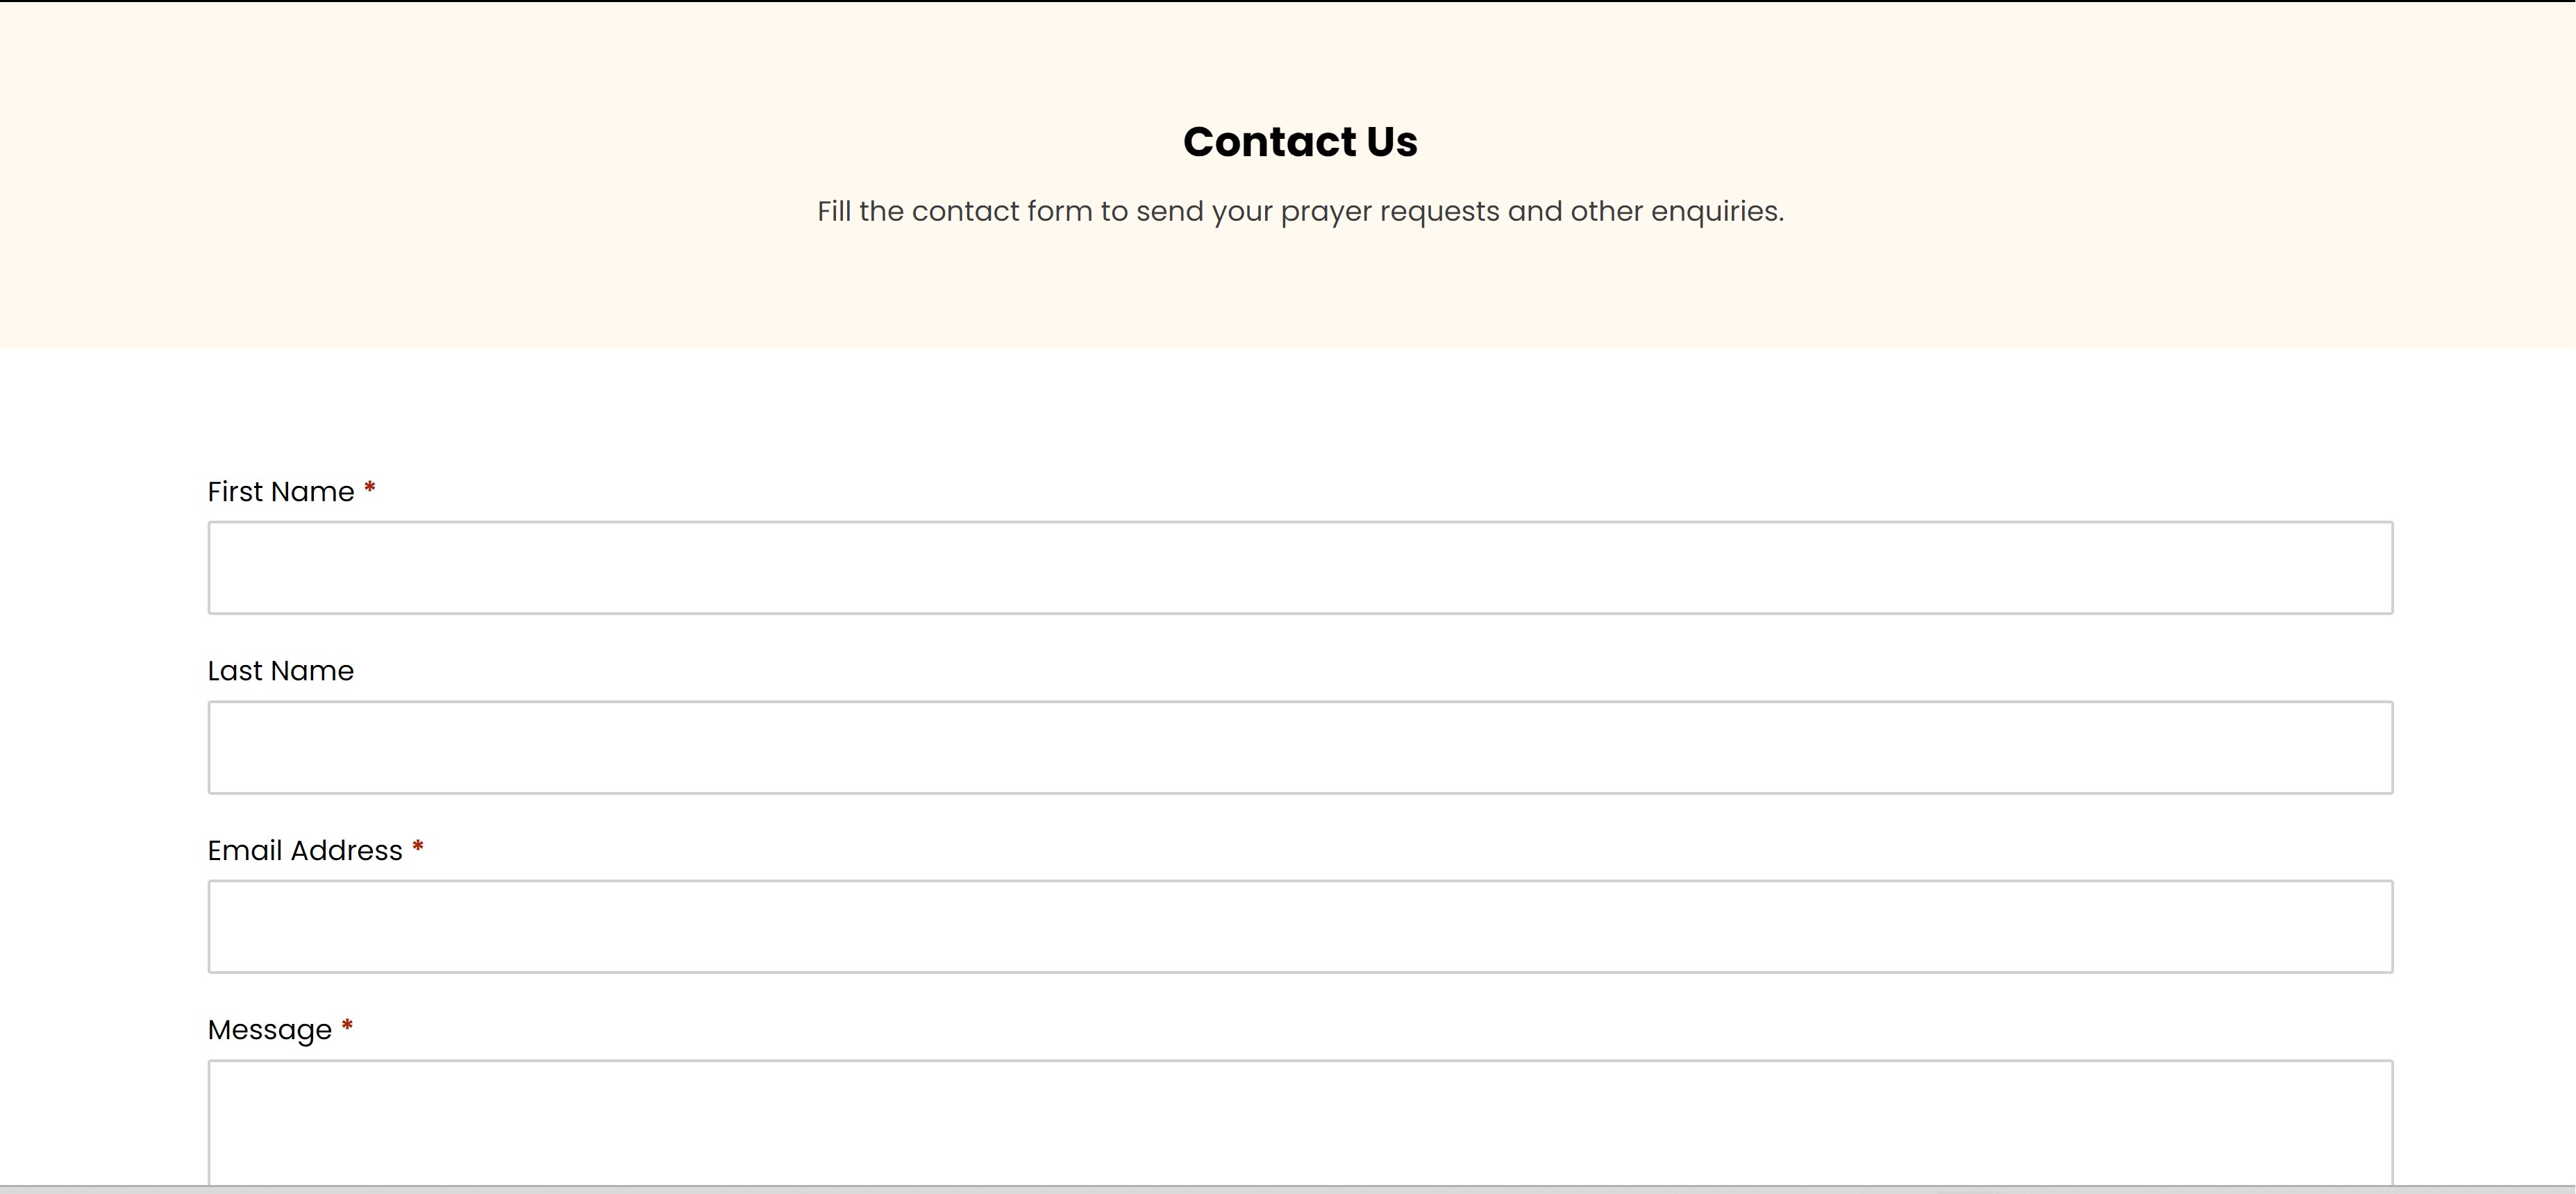 Contact Us
Fill the contact form to send your prayer requests and other enquiries.
First Name *
Last Name
Email Address *
Message *